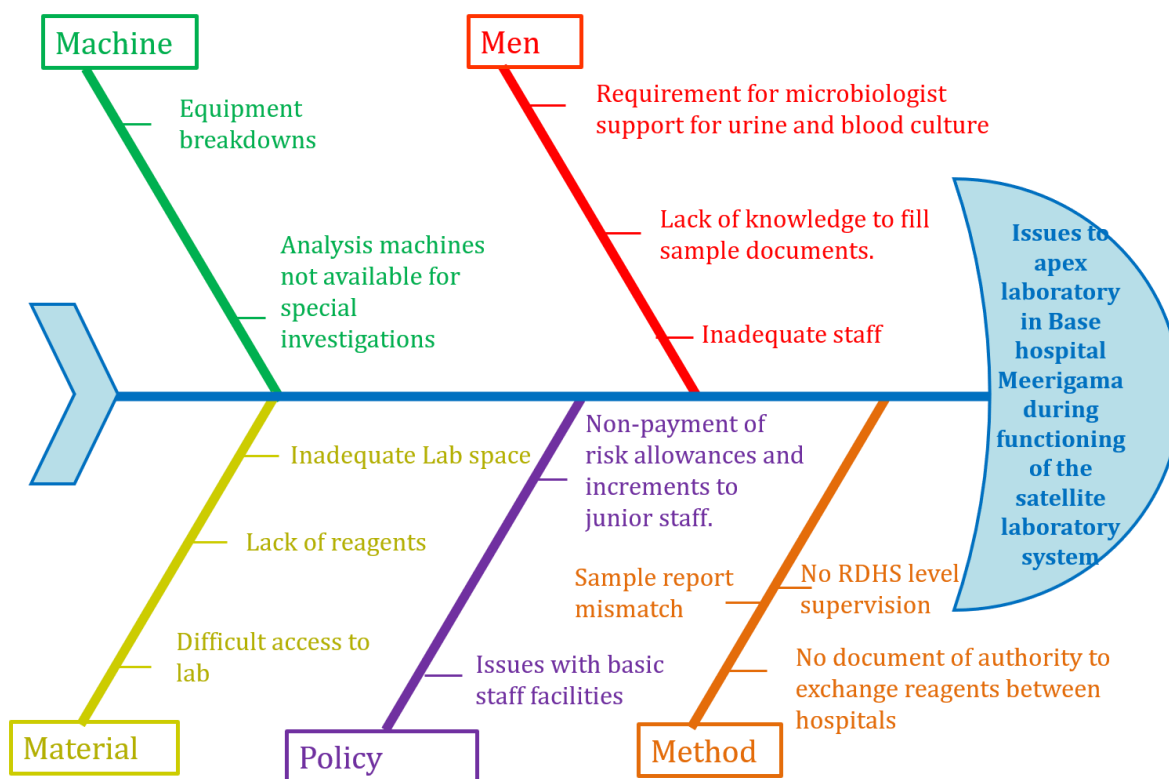 Machine
Equipment
breakdowns
Analysis machines
not available for
special
investigations
Men
Requirement for microbiologist
support for urine and blood culture
Lack of knowledge to fill
sample documents.
Inadequate staff
Issues to
apex
laboratory
in Base
hospital
Meerigama
during
functioning
of the
satellite
laboratory
system
Inadequate Lab space
Lack of reagents
Difficult access to
lab
Material
Non-payment of
risk allowances and
increments to
junior staff.
Issues with basic
staff facilities
Policy
Sample report
mismatch
No RDHS level
supervision
No document of authority to
exchange reagents between
hospitals
Method